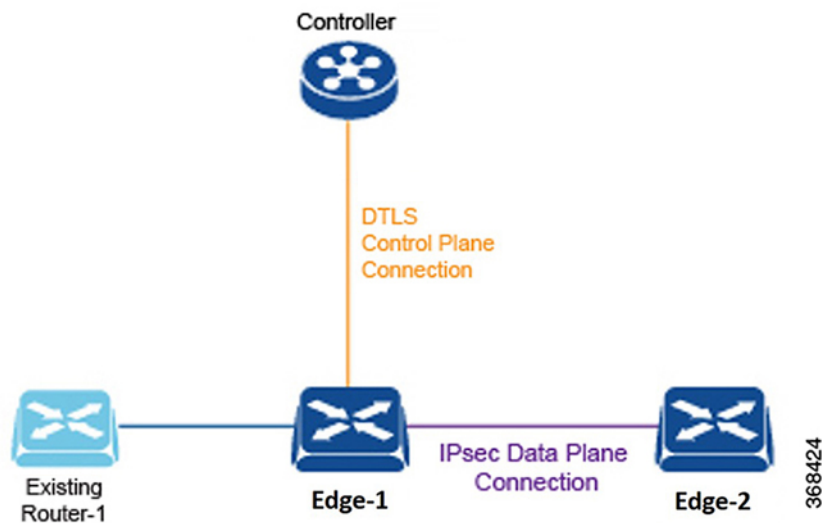 Controller
DTLS
Control Plane
Connection
IPsec Data Plane
Connection
Existing
Router-1
Edge-1
Edge-2
368424